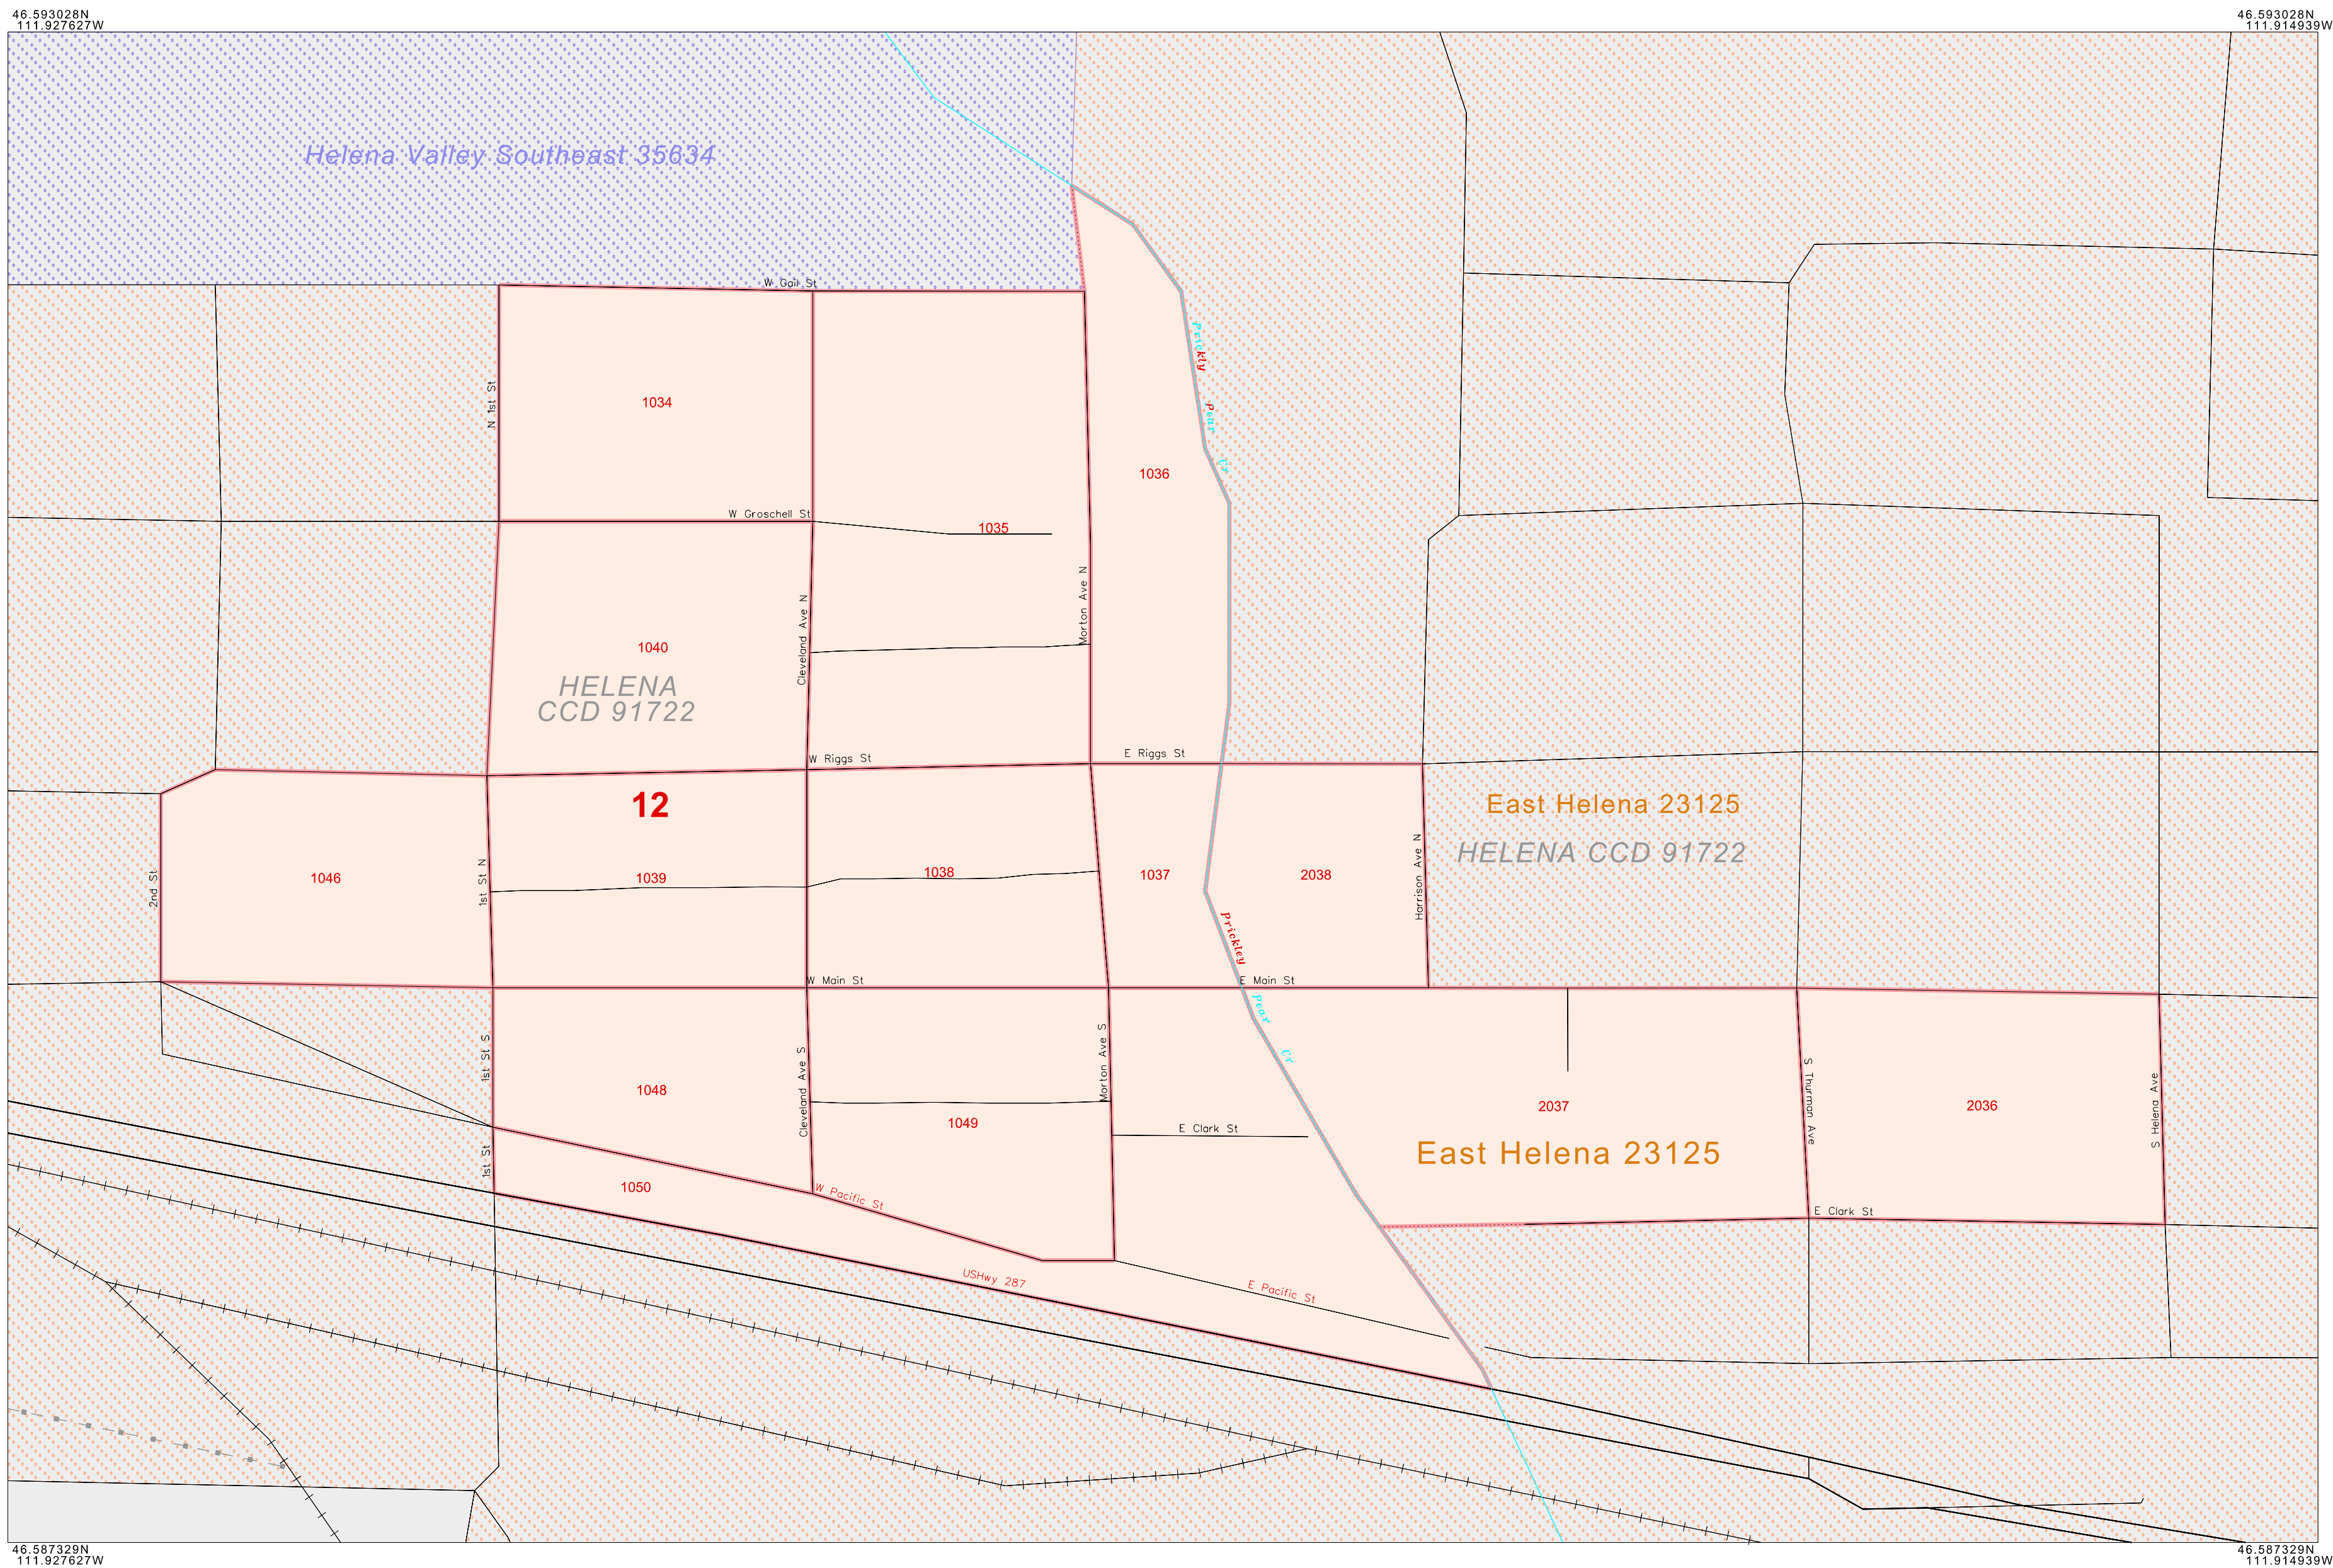 46.593028N
111.927627W
46.593028N
111.914939W
Helena Valley Southeast 35634
W Gail St
Prickly Pear Cr
N 1st St
1034
1036
W Groschell St
1035
Morton Ave N
Cleveland Ave N
1040
HELENA
CCD 91722
W Riggs St
E Riggs St
12
East Helena 23125
HELENA CCD 91722
2nd St
1046
1st St N
1039
1038
1037
2038
Harrison Ave N
Prickley Pear Cr
W Main St
E Main St
1st St S
1048
Cleveland Ave S
Morton Ave S
1049
E Clark St
2037
East Helena 23125
S Thurman Ave
2036
S Helena Ave
1st St
1050
W Pacific St
E Clark St
USHwy 287
E Pacific St
46.587329N
111.927627W
46.587329N
111.914939W